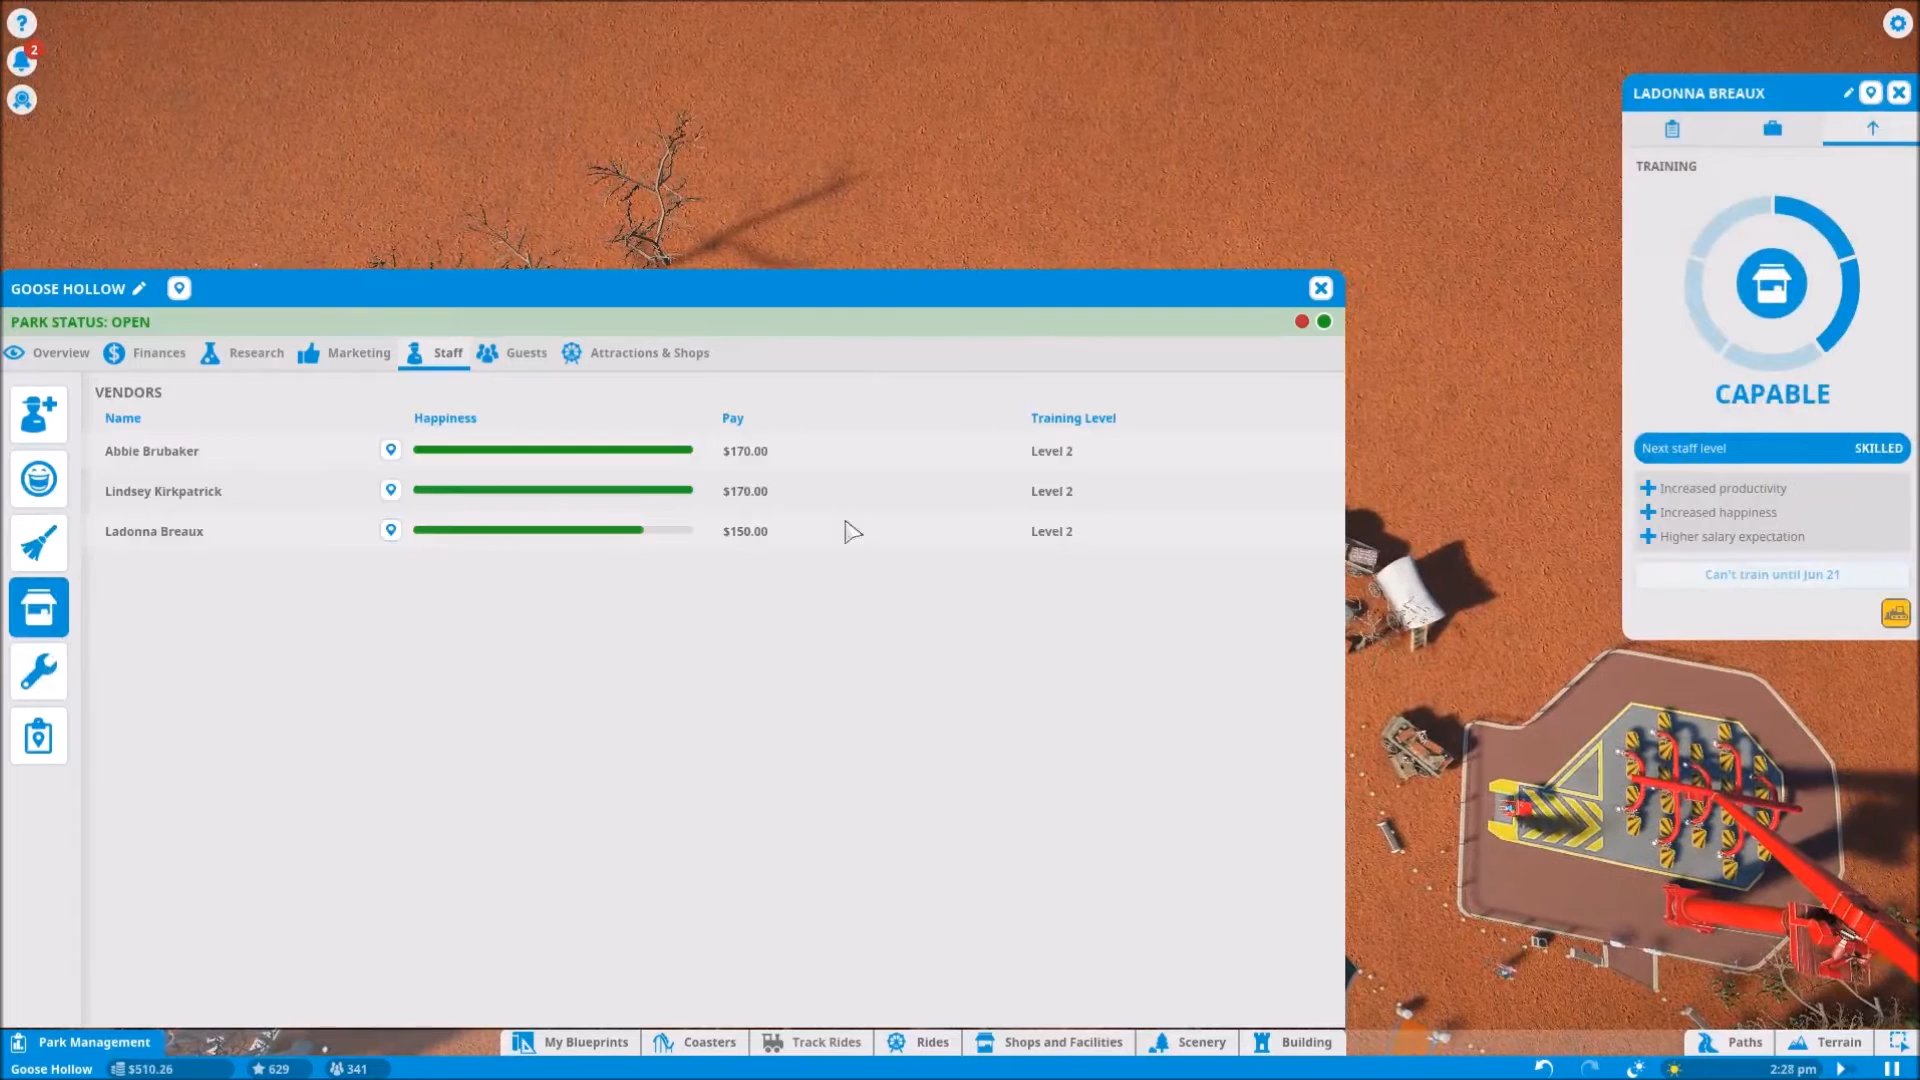 ?
2
LADONNA BREAUX
TRAINING
CAPABLE
Next staff level SKILLED
Increased productivity
Increased happiness
Higher salary expectation
Can't train until Jun 21
GOOSE HOLLOW
PARK STATUS: OPEN
Overview $ Finances Research Marketing Staff Guests Attractions & Shops
VENDORS
Name Happiness Pay Training Level
Abbie Brubaker $170.00 Level 2
Lindsey Kirkpatrick $170.00 Level 2
Ladonna Breaux $150.00 Level 2
Park Management My Blueprints Coasters Track Rides Rides Shops and Facilities Scenery Building Paths Terrain
Goose Hollow $510.26 629 341 2:28 pm